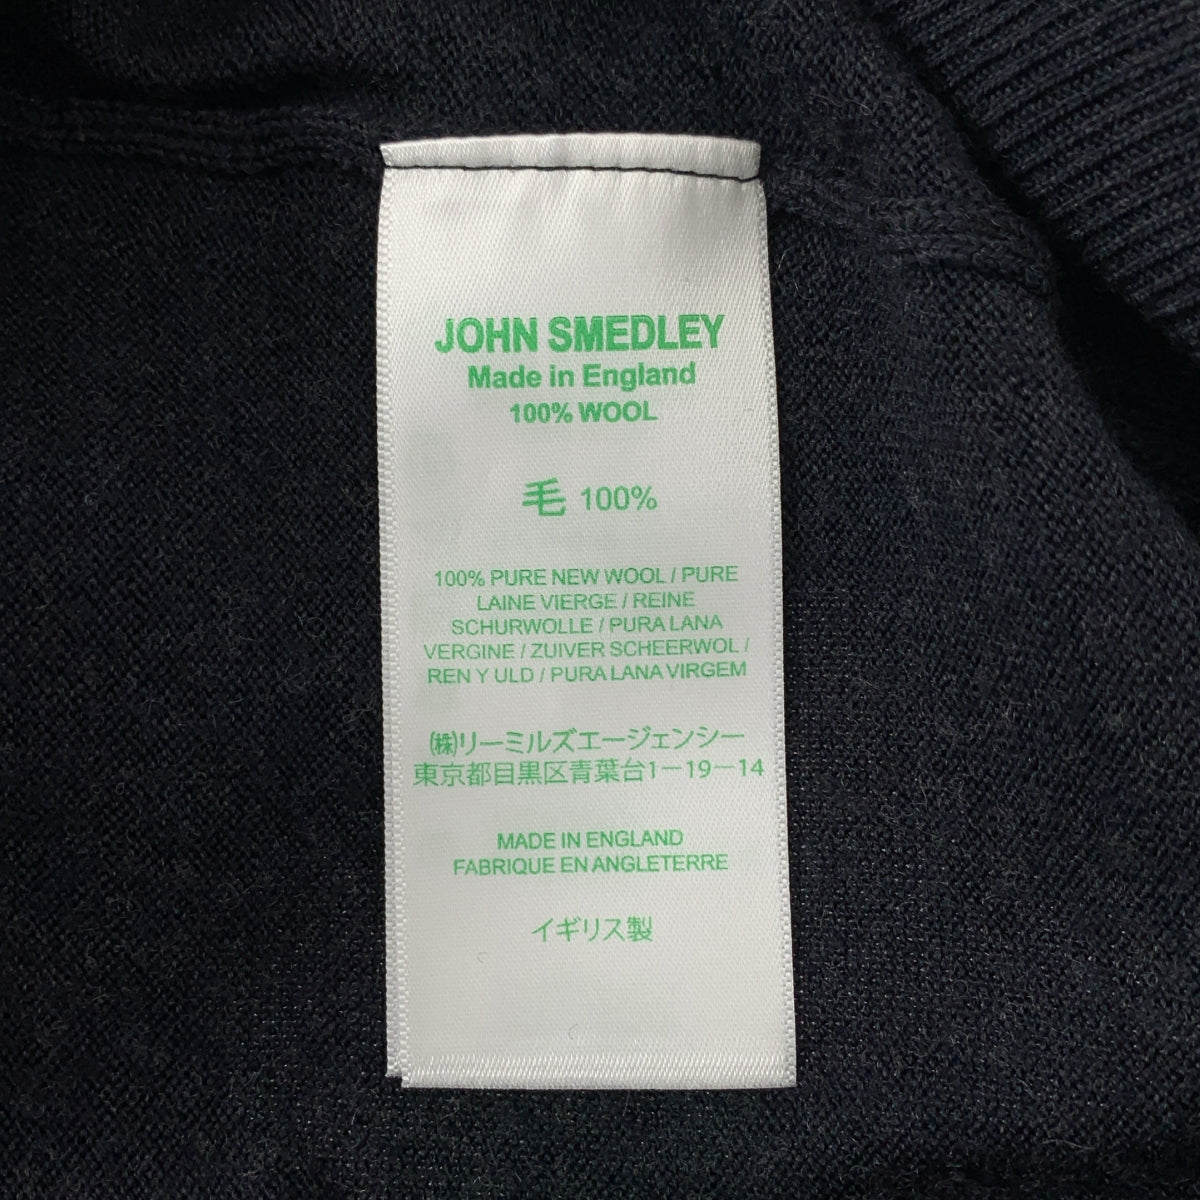 JOHN SMEDLEY
Made in England
100% WOOL
毛 100%
100% PURE NEW WOOL / PURE
LAINE VIERGE / REINE
SCHURWOLLE / PURA LANA
VERGINE / ZUIVER SCHEERWOL /
REN Y ULD / PURA LANA VIRGEM
㈱リーミルズエージェンシー
東京都目黒区青葉台1−19−14
MADE IN ENGLAND
FABRIQUE EN ANGLETERRE
イギリス製